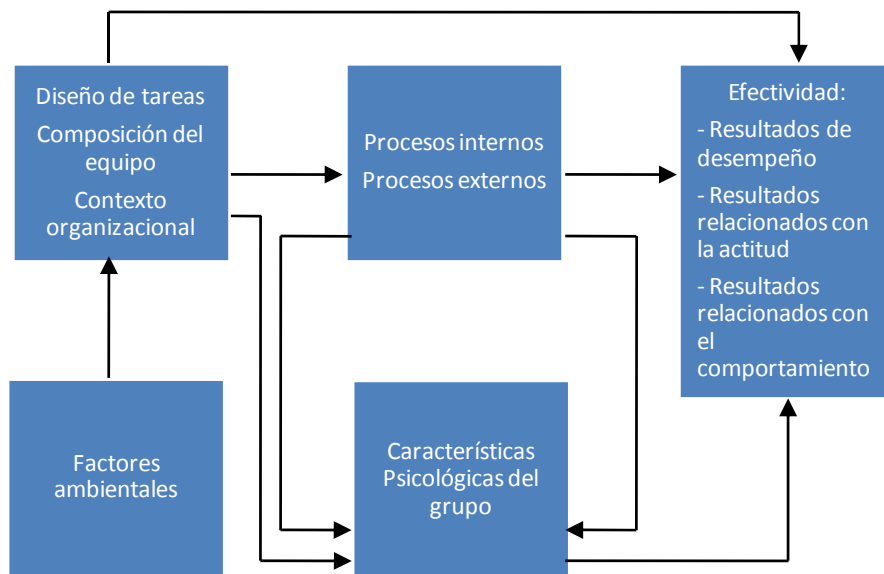 Diseño de tareas
Composición del
equipo
Contexto
organizacional
Procesos internos
Procesos externos
Efectividad:
- Resultados de
desempeño
- Resultados
relacionados con
la actitud
- Resultados
relacionados con
el
comportamiento
Factores
ambientales
Característicias
Psicológicas del
grupo